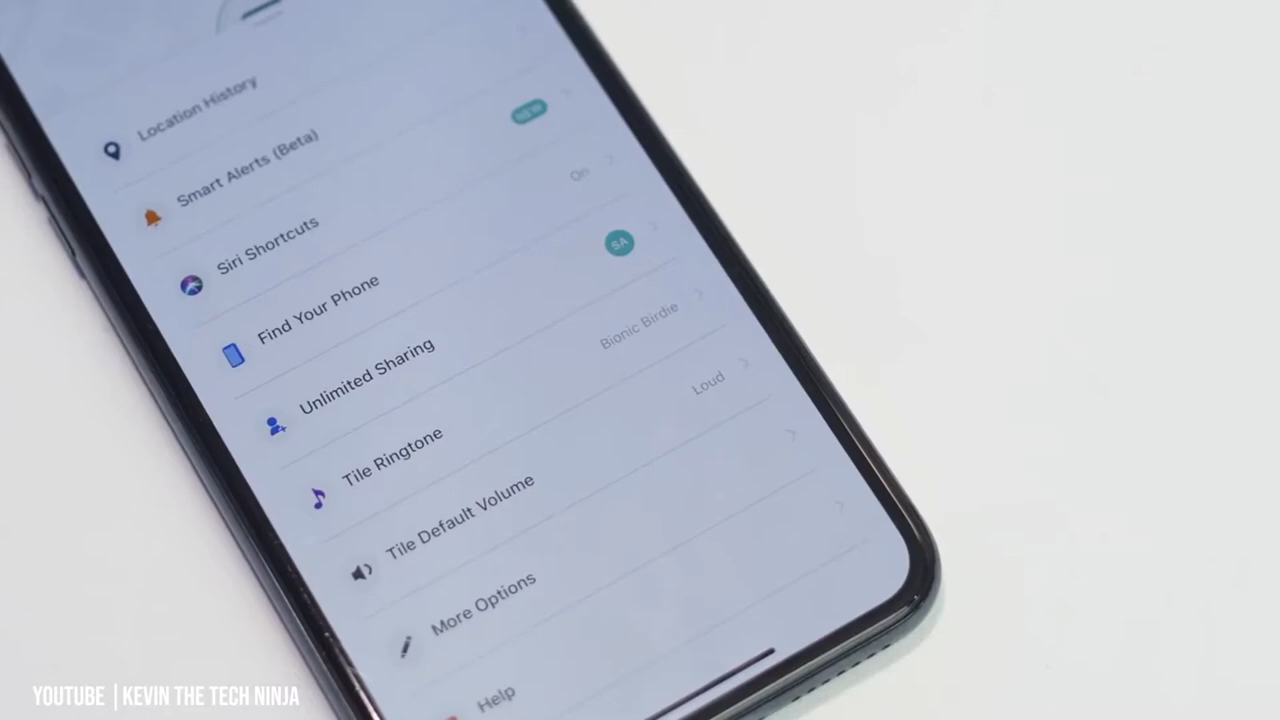 Location History
Smart Alerts (Beta)
NEW
Siri Shortcuts
On
Find Your Phone
SA
Unlimited Sharing
Tile Ringtone
Bionic Birdie
Tile Default Volume
Loud
More Options
Help
YOUTUBE | KEVIN THE TECH NINJA